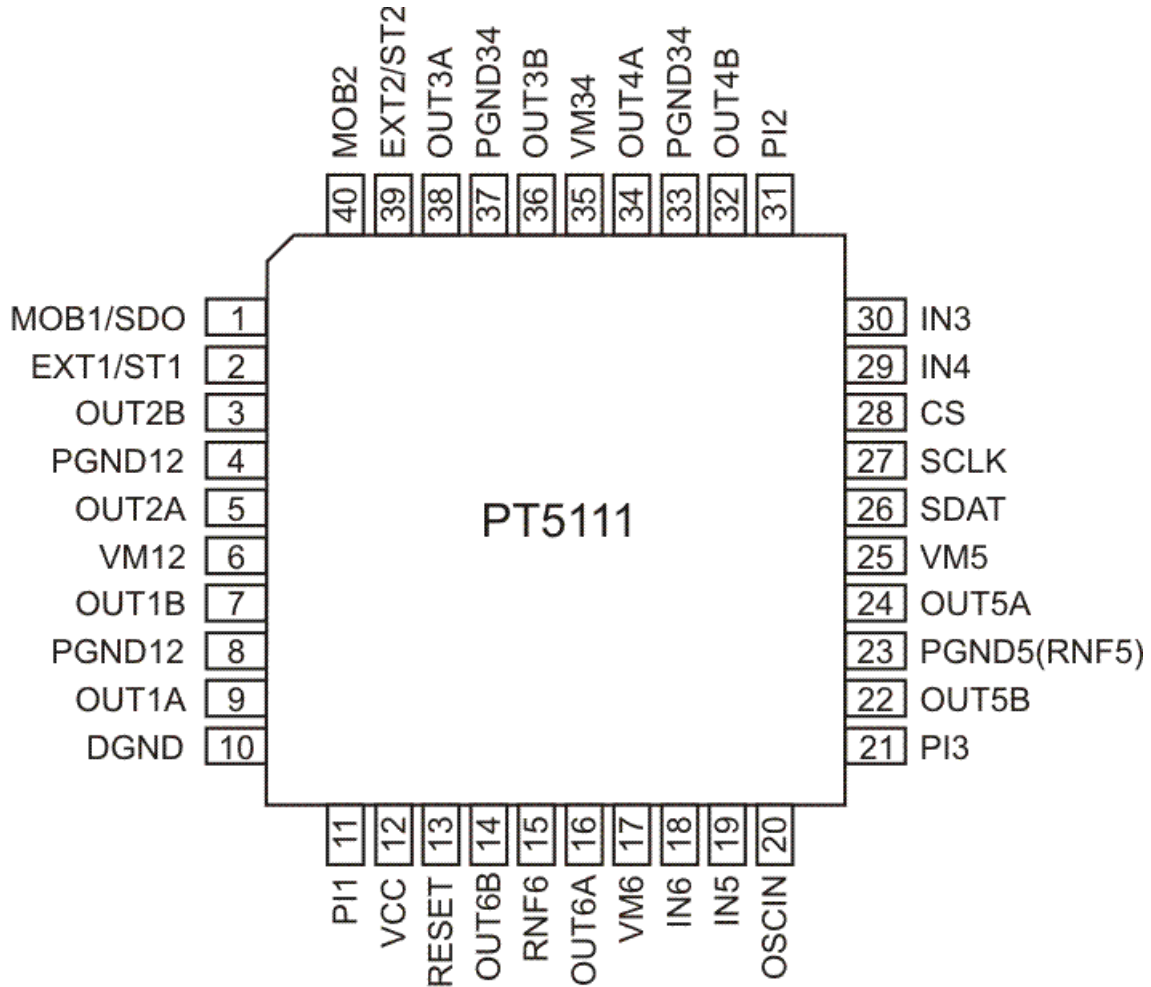 MOB2
EXT2/ST2
OUT3A
PGND34
OUT3B
VM34
OUT4A
PGND34
OUT4B
PI2
40
39
38
37
36
35
34
33
32
31
MOB1/SDO 1
EXT1/ST1 2
OUT2B 3
PGND12 4
OUT2A 5
VM12 6
OUT1B 7
PGND12 8
OUT1A 9
DGND 10
PT5111
30 IN3
29 IN4
28 CS
27 SCLK
26 SDAT
25 VM5
24 OUT5A
23 PGND5(RNF5)
22 OUT5B
21 PI3
11
12
13
14
15
16
17
18
19
20
PI1
VCC
RESET
OUT6B
RNF6
OUT6A
VM6
IN6
IN5
OSCIN